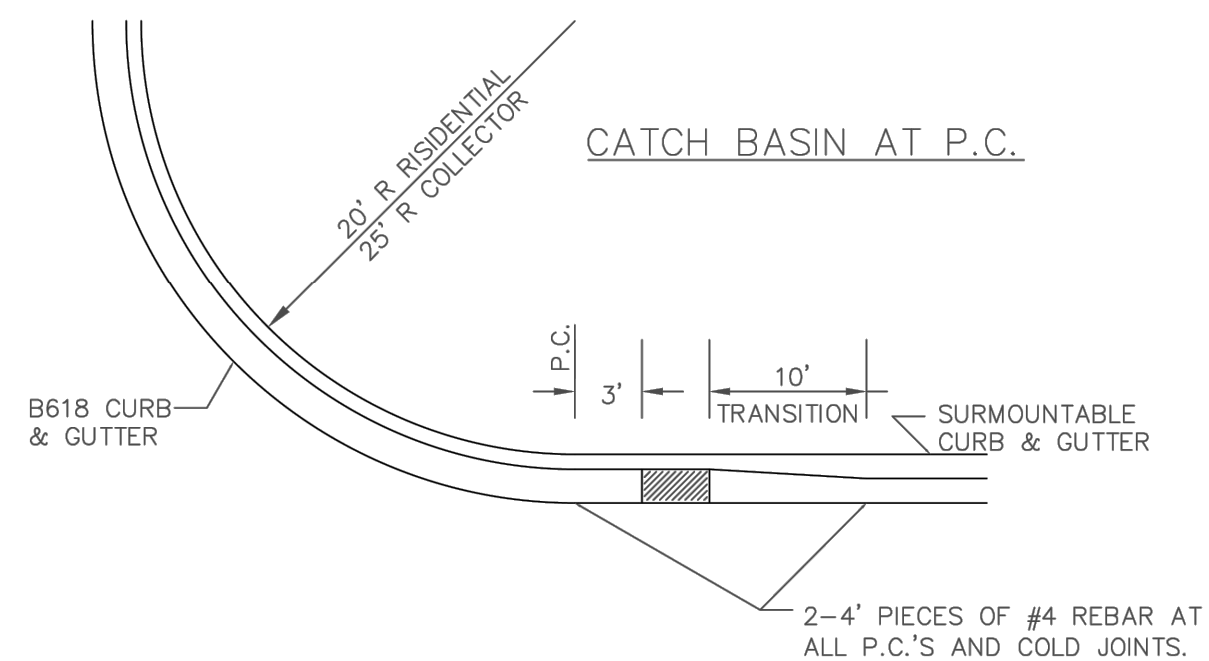 CATCH BASIN AT P.C.
20' R RISIDENTIAL
25' R COLLECTOR
P.C.
3'
10'
TRANSITION
B618 CURB
& GUTTER
SURMOUNTABLE
CURB & GUTTER
2-4' PIECES OF #4 REBAR AT
ALL P.C.'S AND COLD JOINTS.